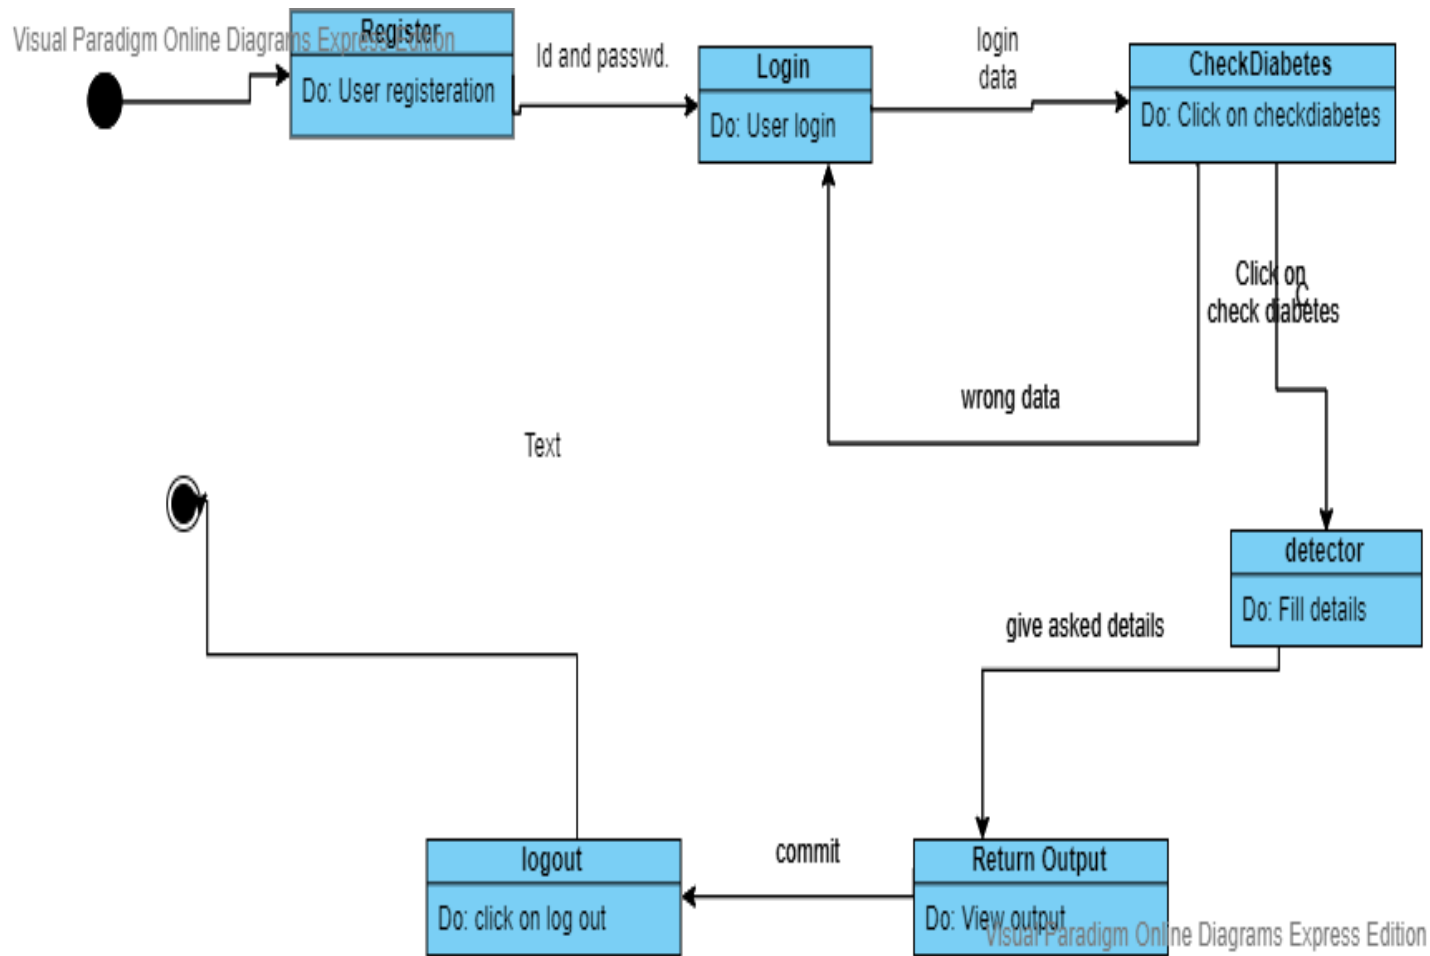 Visual Paradigm Online Diagrams Express Edition
Register
Do: User registeration
Id and passwd.
Login
Do: User login
login
data
CheckDiabetes
Do: Click on checkdiabetes
Click on
C
check diabetes
wrong data
Text
detector
Do: Fill details
give asked details
logout
Do: click on log out
commit
Return Output
Do: View output
Visual Paradigm Online Diagrams Express Edition